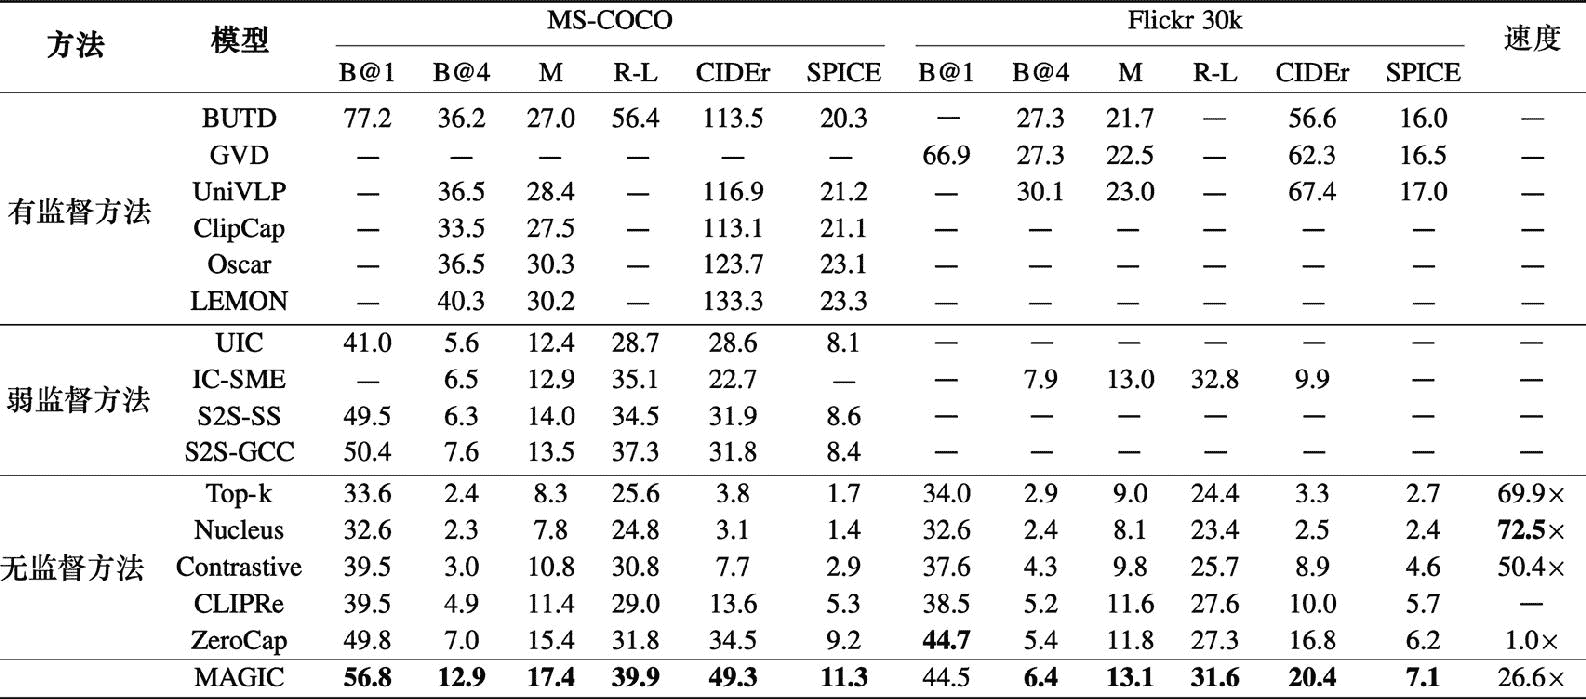 方法 模型 MS-COCO Flickr 30k 速度
B@1 B@4 M R-L CIDEr SPICE B@1 B@4 M R-L CIDEr SPICE
有监督方法
BUTD 77.2 36.2 27.0 56.4 113.5 20.3 — 27.3 21.7 — 56.6 16.0 —
GVD — — — — — — 66.9 27.3 22.5 — 62.3 16.5 —
UniVLP — 36.5 28.4 — 116.9 21.2 — 30.1 23.0 — 67.4 17.0 —
ClipCap — 33.5 27.5 — 113.1 21.1 — — — — — — —
Oscar — 36.5 30.3 — 123.7 23.1 — — — — — — —
LEMON — 40.3 30.2 — 133.3 23.3 — — — — — — —
弱监督方法
UIC 41.0 5.6 12.4 28.7 28.6 8.1 — — — — — — —
IC-SME — 6.5 12.9 35.1 22.7 — — 7.9 13.0 32.8 9.9 — —
S2S-SS 49.5 6.3 14.0 34.5 31.9 8.6 — — — — — — —
S2S-GCC 50.4 7.6 13.5 37.3 31.8 8.4 — — — — — — —
无监督方法
Top-k 33.6 2.4 8.3 25.6 3.8 1.7 34.0 2.9 9.0 24.4 3.3 2.7 69.9×
Nucleus 32.6 2.3 7.8 24.8 3.1 1.4 32.6 2.4 8.1 23.4 2.5 2.4 72.5×
Contrastive 39.5 3.0 10.8 30.8 7.7 2.9 37.6 4.3 9.8 25.7 8.9 4.6 50.4×
CLIPRe 39.5 4.9 11.4 29.0 13.6 5.3 38.5 5.2 11.6 27.6 10.0 5.7 —
ZeroCap 49.8 7.0 15.4 31.8 34.5 9.2 44.7 5.4 11.8 27.3 16.8 6.2 1.0×
MAGIC 56.8 12.9 17.4 39.9 49.3 11.3 44.5 6.4 13.1 31.6 20.4 7.1 26.6×